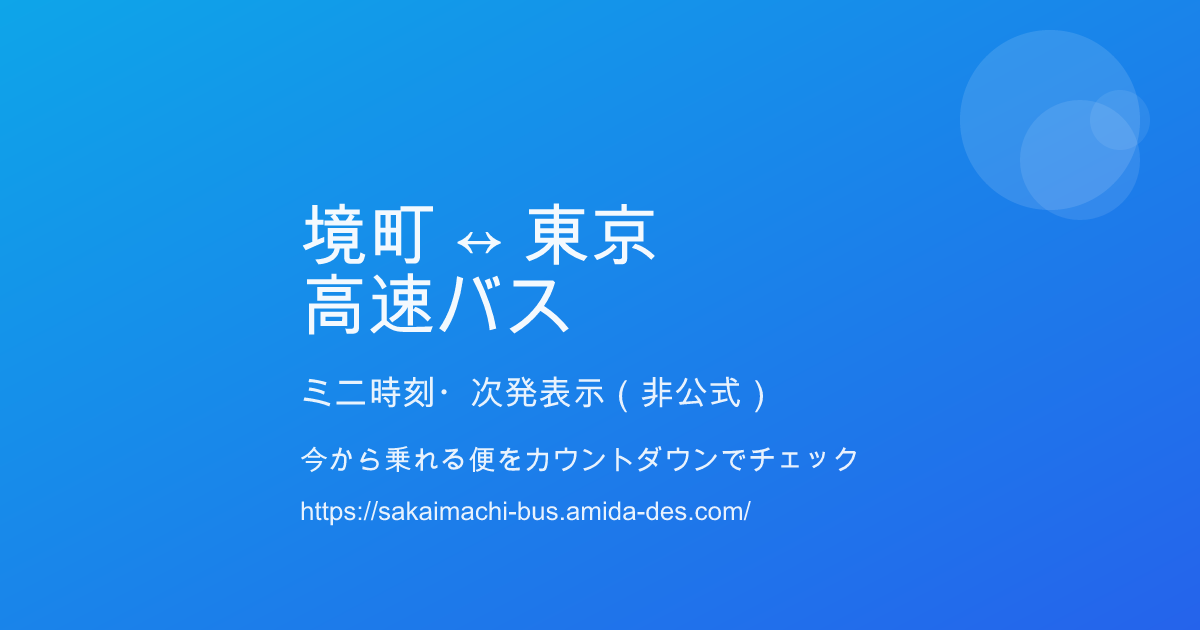 境町 ↔ 東京
高速バス
ミニ時刻・次発表示 ( 非公式 )
今から乗れる便をカウントダウンでチェック
https://sakaimachi-bus.amida-des.com/